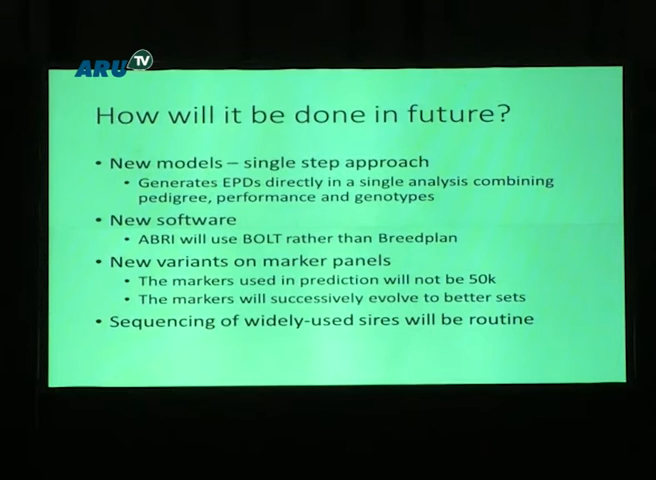 ARU TV
How will it be done in future?
• New models – single step approach
• Generates EPDs directly in a single analysis combining
pedigree, performance and genotypes
• New software
• ABRI will use BOLT rather than Breedplan
• New variants on marker panels
• The markers used in prediction will not be 50k
• The markers will successively evolve to better sets
• Sequencing of widely-used sires will be routine